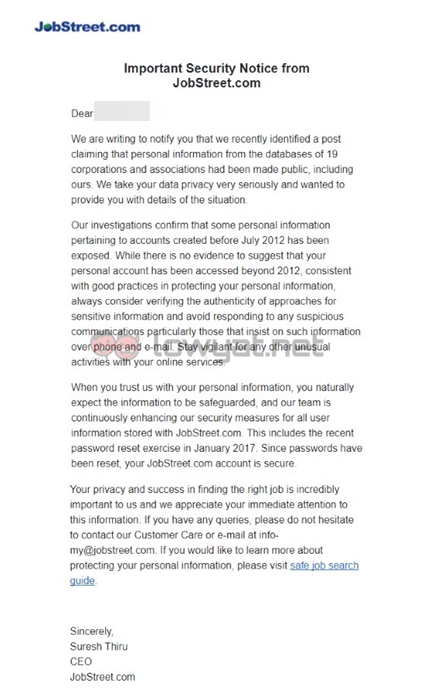 JobStreet.com
Important Security Notice from
JobStreet.com
Dear
We are writing to notify you that we recently identified a post
claiming that personal information from the databases of 19
corporations and associations had been made public, including
ours. We take your data privacy very seriously and wanted to
provide you with details of the situation.
Our investigations confirm that some personal information
pertaining to accounts created before July 2012 has been
exposed. While there is no evidence to suggest that your
personal account has been accessed beyond 2012, consistent
with good practices in protecting your personal information,
always consider verifying the authenticity of approaches for
sensitive information and avoid responding to any suspicious
communications particularly those that insist on such information
over phone and e-mail. Stay vigilant for any other unusual
activities with your online services.
lowyat.net
When you trust us with your personal information, you naturally
expect the information to be safeguarded, and our team is
continuously enhancing our security measures for all user
information stored with JobStreet.com. This includes the recent
password reset exercise in January 2017. Since passwords have
been reset, your JobStreet.com account is secure.
Your privacy and success in finding the right job is incredibly
important to us and we appreciate your immediate attention to
this information. If you have any queries, please do not hesitate
to contact our Customer Care or e-mail at info-
my@jobstreet.com. If you would like to learn more about
protecting your personal information, please visit safe job search
guide.
Sincerely,
Suresh Thiru
CEO
JobStreet.com